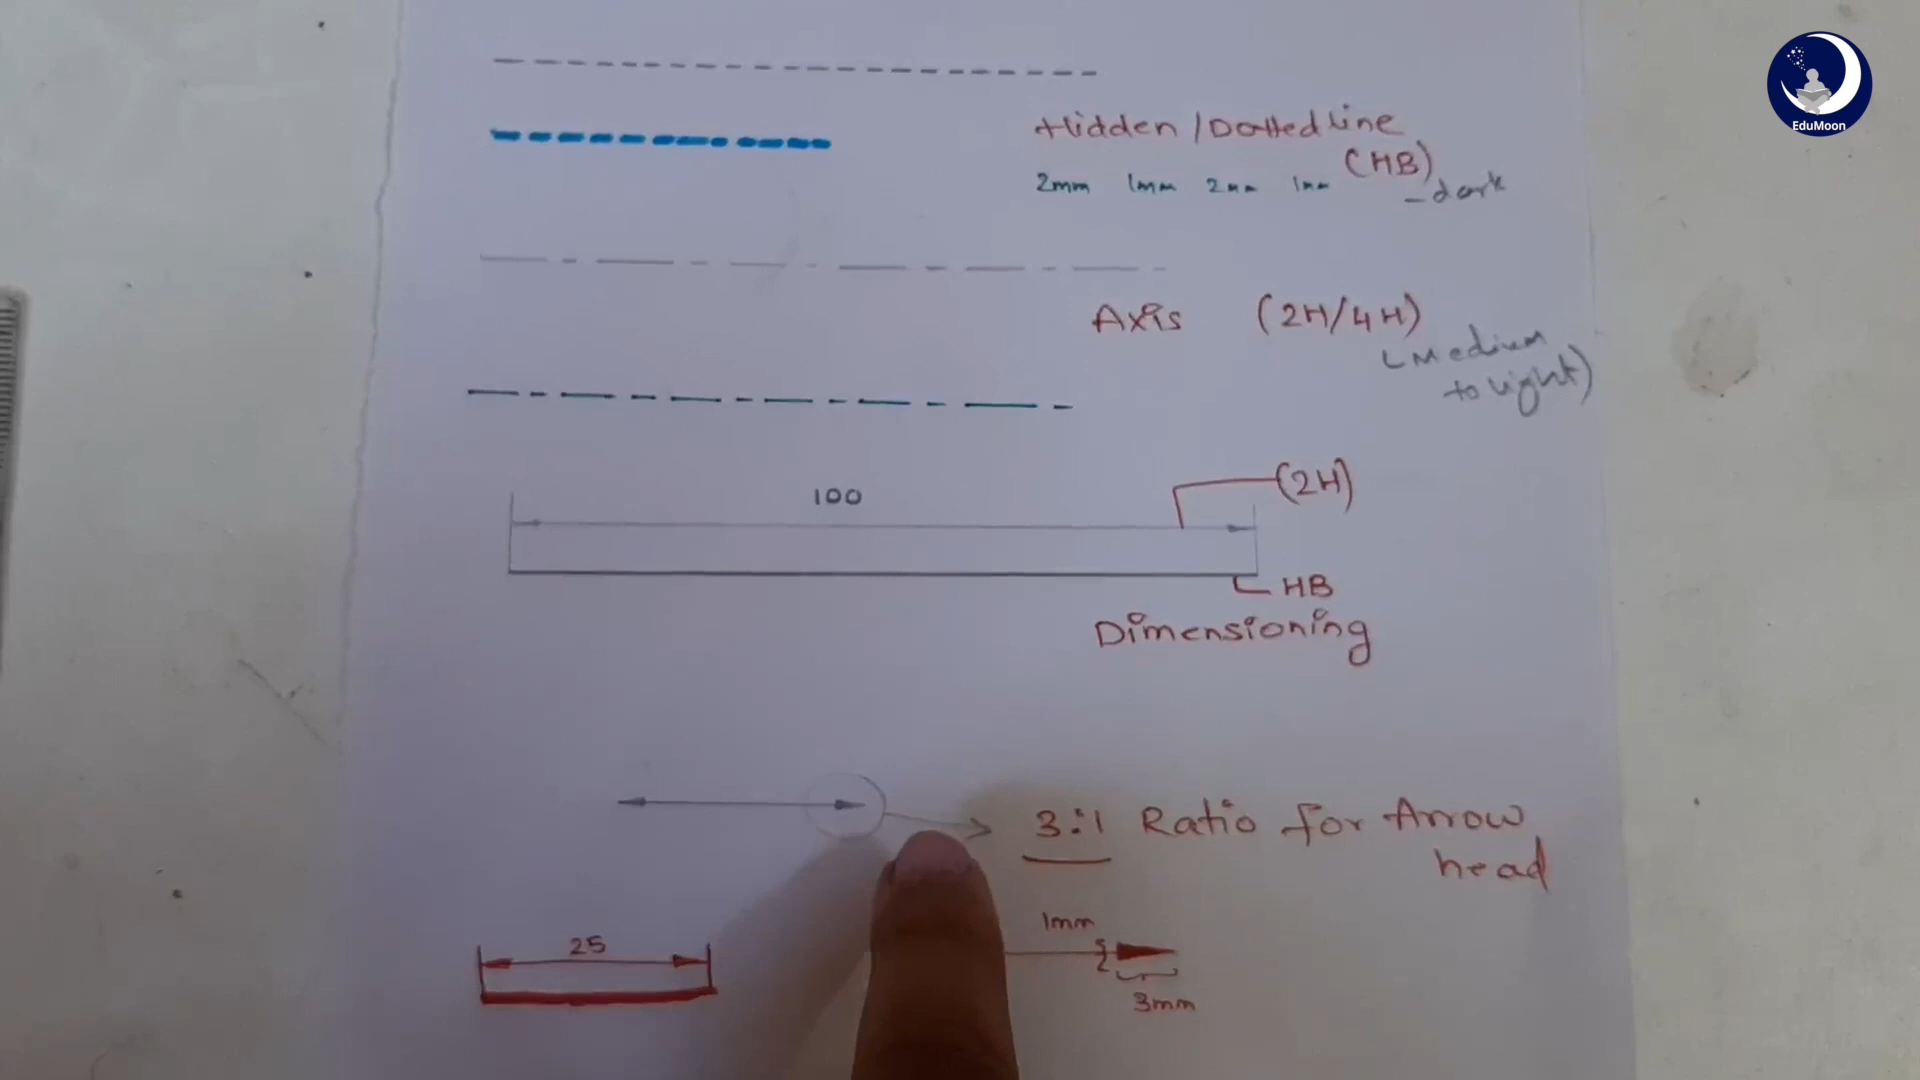 EduMoon
Hidden / Dotted Line
(HB)
2mm 1mm 2mm 1mm
- dark
Axis (2H/4H)
(Medium
to light)
100
(2H)
HB
Dimensioning
3:1 Ratio for Arrow
head
25
1mm
3mm